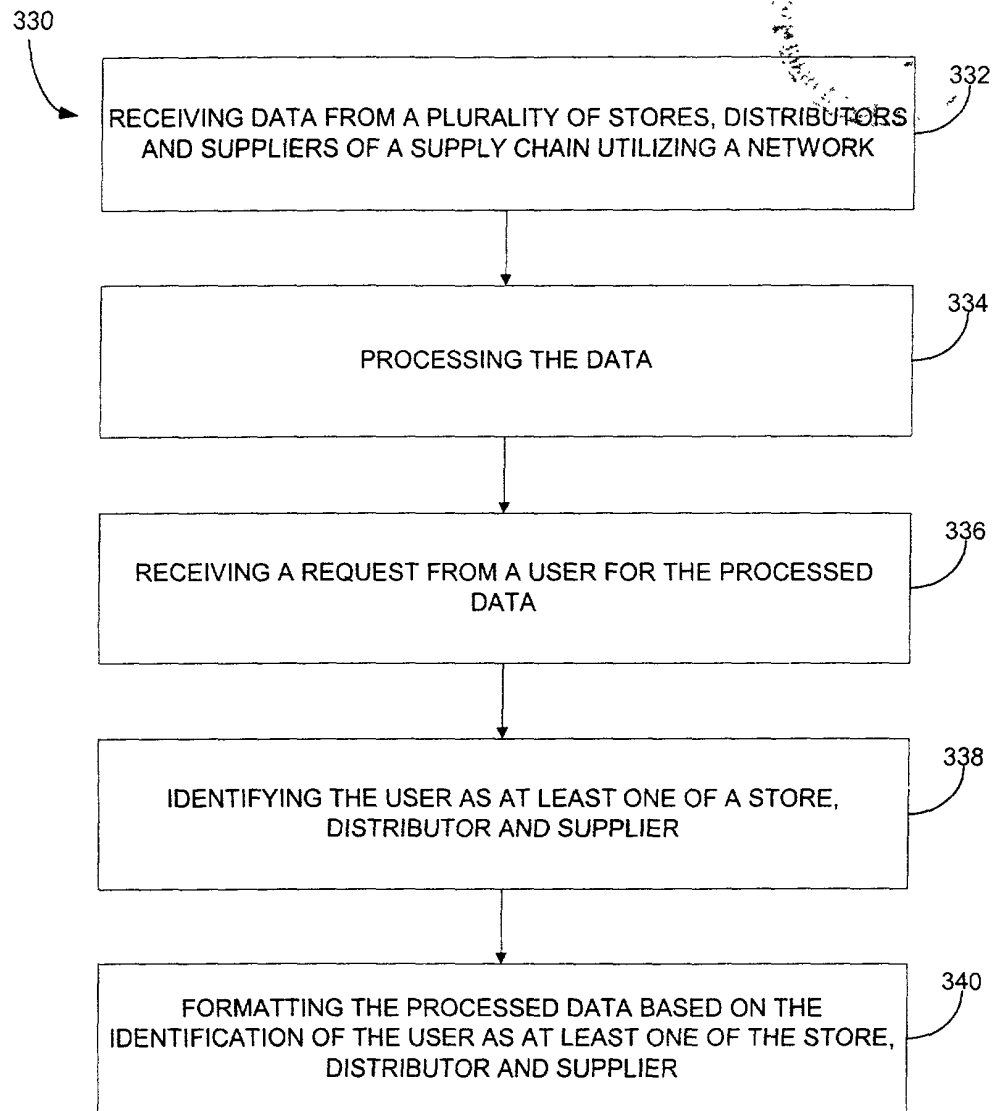 330
332
RECEIVING DATA FROM A PLURALITY OF STORES, DISTRIBUTORS
AND SUPPLIERS OF A SUPPLY CHAIN UTILIZING A NETWORK
334
PROCESSING THE DATA
336
RECEIVING A REQUEST FROM A USER FOR THE PROCESSED
DATA
338
IDENTIFYING THE USER AS AT LEAST ONE OF A STORE,
DISTRIBUTOR AND SUPPLIER
340
FORMATTING THE PROCESSED DATA BASED ON THE
IDENTIFICATION OF THE USER AS AT LEAST ONE OF THE STORE,
DISTRIBUTOR AND SUPPLIER